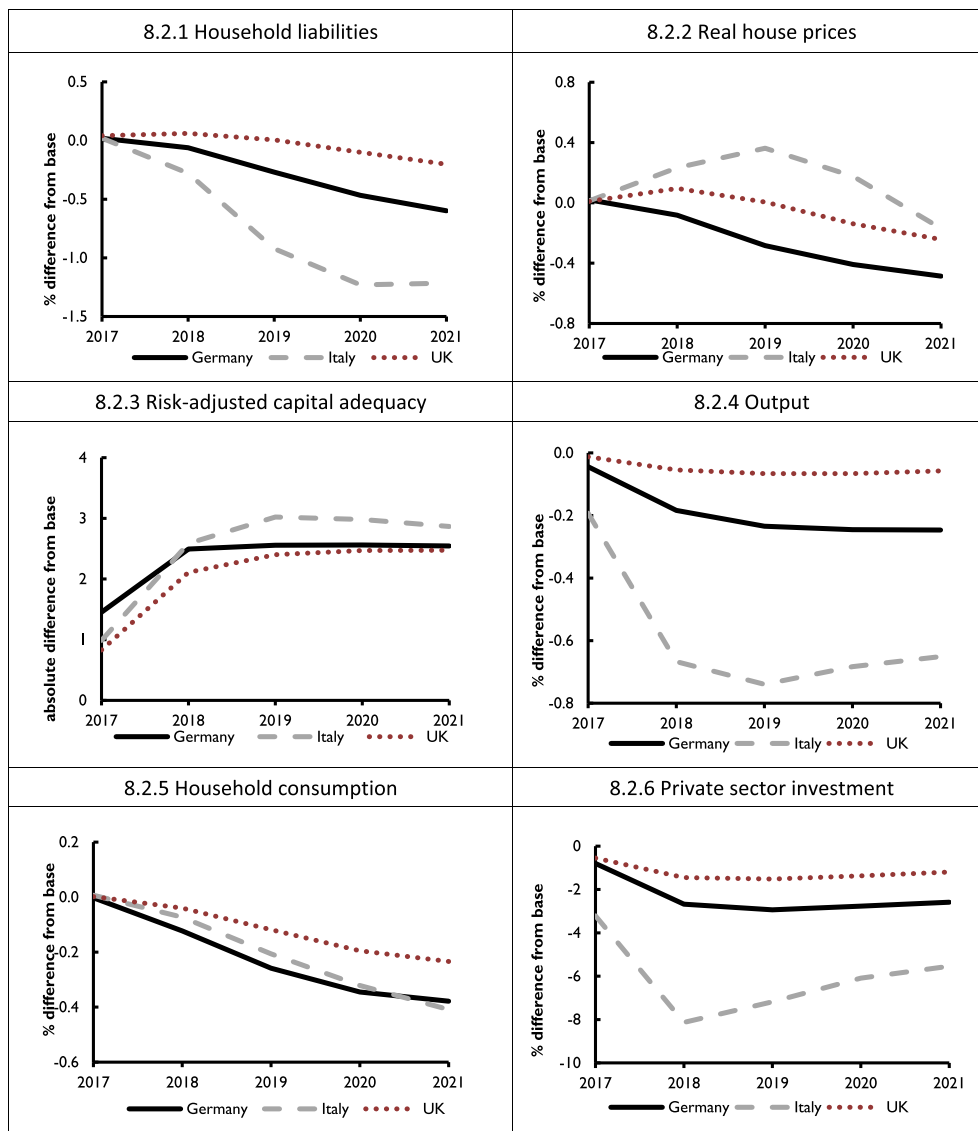 8.2.1 Household liabilities
% difference from base
0.5
0.0
-0.5
-1.0
-1.5
2017 2018 2019 2020 2021
Germany Italy UK
8.2.2 Real house prices
% difference from base
0.8
0.4
0.0
-0.4
-0.8
2017 2018 2019 2020 2021
Germany Italy UK
8.2.3 Risk-adjusted capital adequacy
absolute difference from base
4
3
2
1
0
2017 2018 2019 2020 2021
Germany Italy UK
8.2.4 Output
% difference from base
0.0
-0.2
-0.4
-0.6
-0.8
2017 2018 2019 2020 2021
Germany Italy UK
8.2.5 Household consumption
% difference from base
0.2
0.0
-0.2
-0.4
-0.6
2017 2018 2019 2020 2021
Germany Italy UK
8.2.6 Private sector investment
% difference from base
0
-2
-4
-6
-8
-10
2017 2018 2019 2020 2021
Germany Italy UK